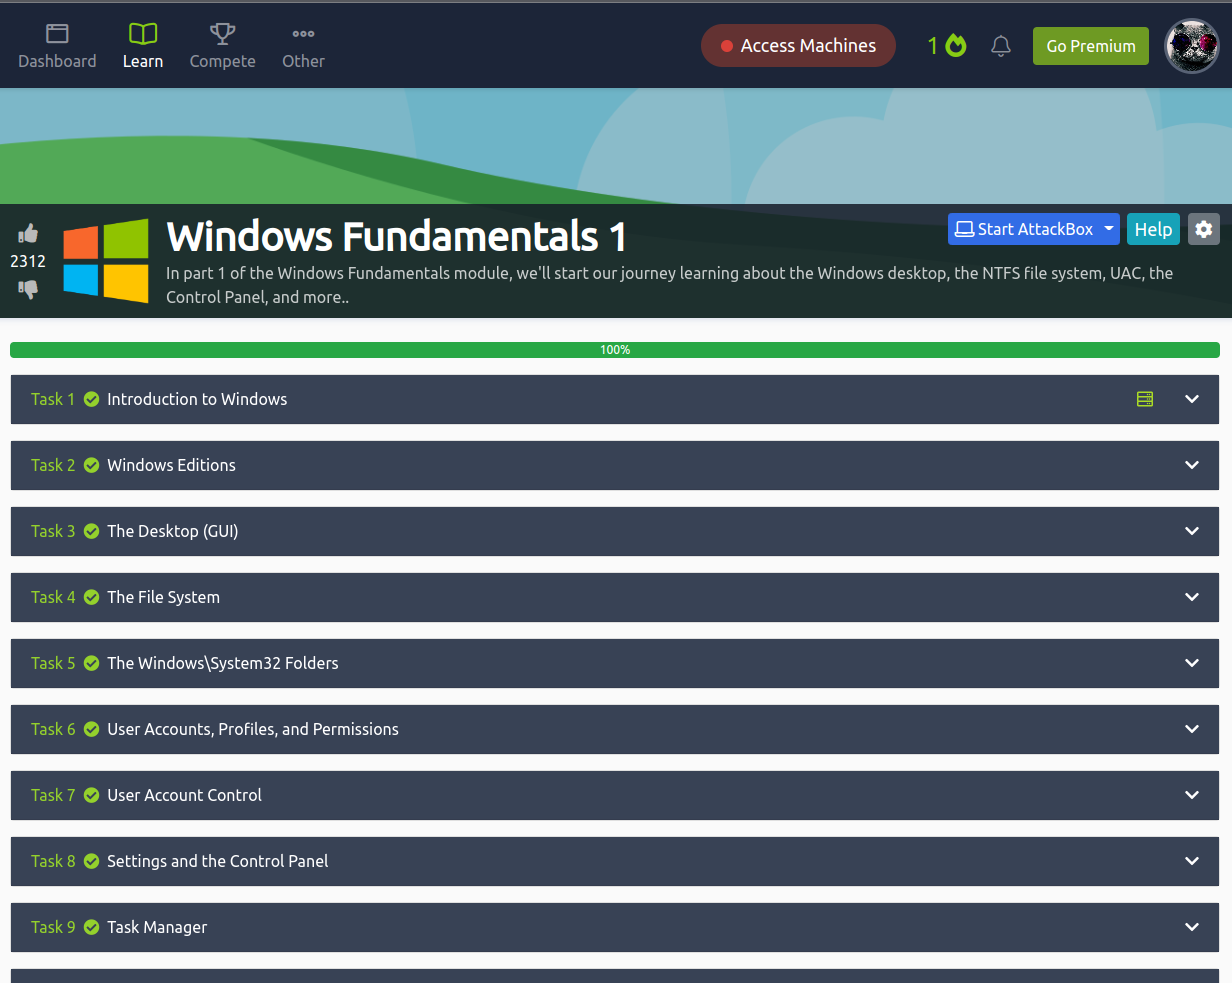 Dashboard Learn Compete Other Access Machines 1 Go Premium
Windows Fundamentals 1 Start AttackBox Help
2312
In part 1 of the Windows Fundamentals module, we'll start our journey learning about the Windows desktop, the NTFS file system, UAC, the
Control Panel, and more..
100%
Task 1 Introduction to Windows
Task 2 Windows Editions
Task 3 The Desktop (GUI)
Task 4 The File System
Task 5 The Windows\System32 Folders
Task 6 User Accounts, Profiles, and Permissions
Task 7 User Account Control
Task 8 Settings and the Control Panel
Task 9 Task Manager